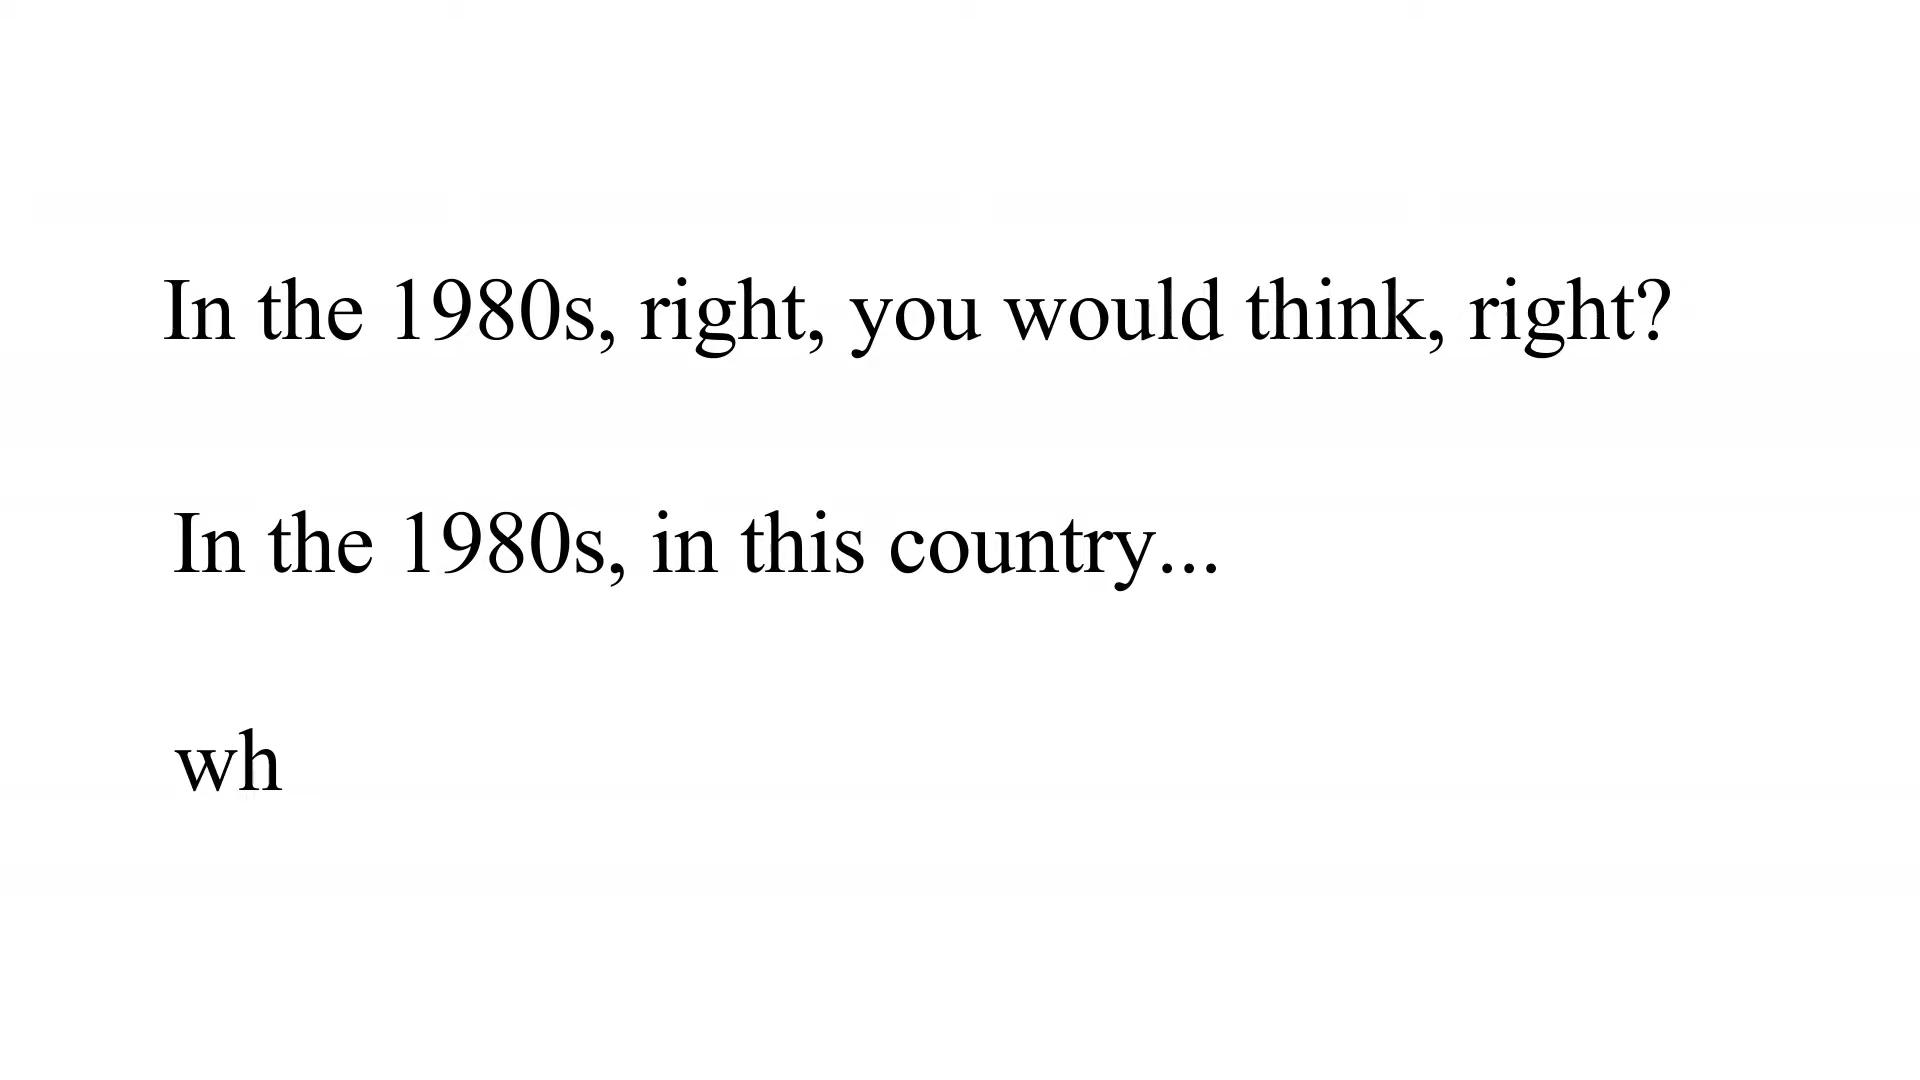 In the 1980s, right, you would think, right?
In the 1980s, in this country...
wh